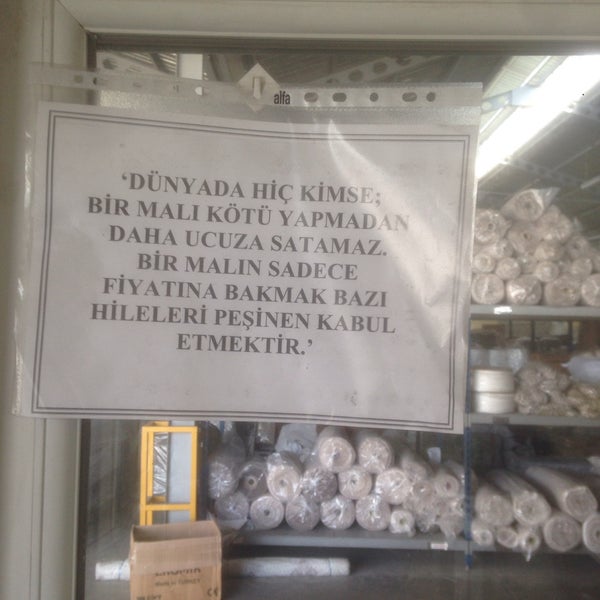 alfa
‘DÜNYADA HİÇ KİMSE;
BİR MALI KÖTÜ YAPMADAN
DAHA UCUZA SATAMAZ.
BİR MALIN SADECE
FİYATINA BAKMAK BAZI
HİLELERİ PEŞİNEN KABUL
ETMEKTİR.’